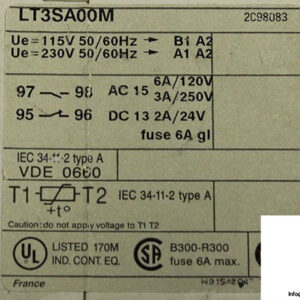 LT3SA00M 2C98083
Ue = 115V 50/60Hz → B1 A2
Ue = 230V 50/60Hz → A1 A2
97 98 AC 15 6A/120V
3A/250V
95 96 DC 13 2A/24V
fuse 6A gl
IEC 34-11-2 type A
VDE 0660
T1 T2 IEC 34-11-2 type A
+t°
Caution: do not apply voltage to T1 T2
UL LISTED 170M
IND. CONT. EQ.
SA B300-R300
fuse 6A max.
France
Info